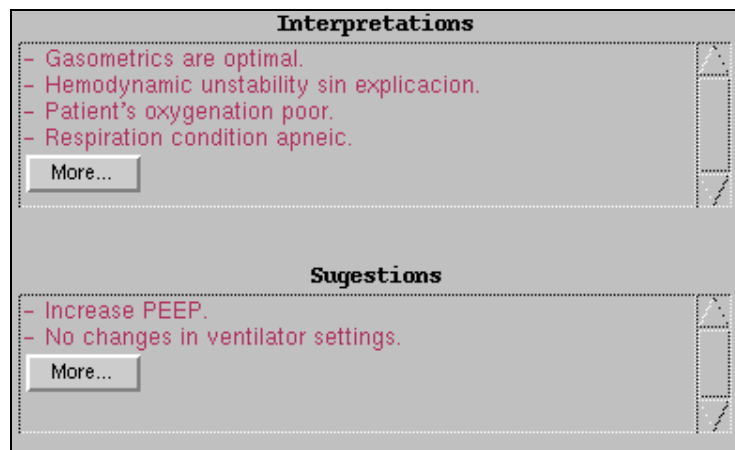 Interpretations
- Gasometrics are optimal.
- Hemodynamic unstability sin explicacion.
- Patient's oxygenation poor.
- Respiration condition apneic.
More...
Sugestions
- Increase PEEP.
- No changes in ventilator settings.
More...